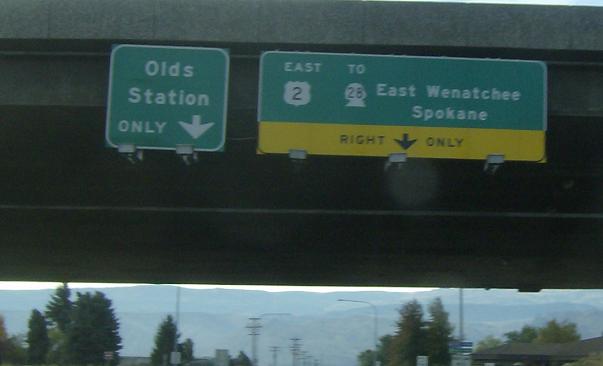 Olds
Station
ONLY
EAST TO
2 28 East Wenatchee
Spokane
RIGHT ONLY